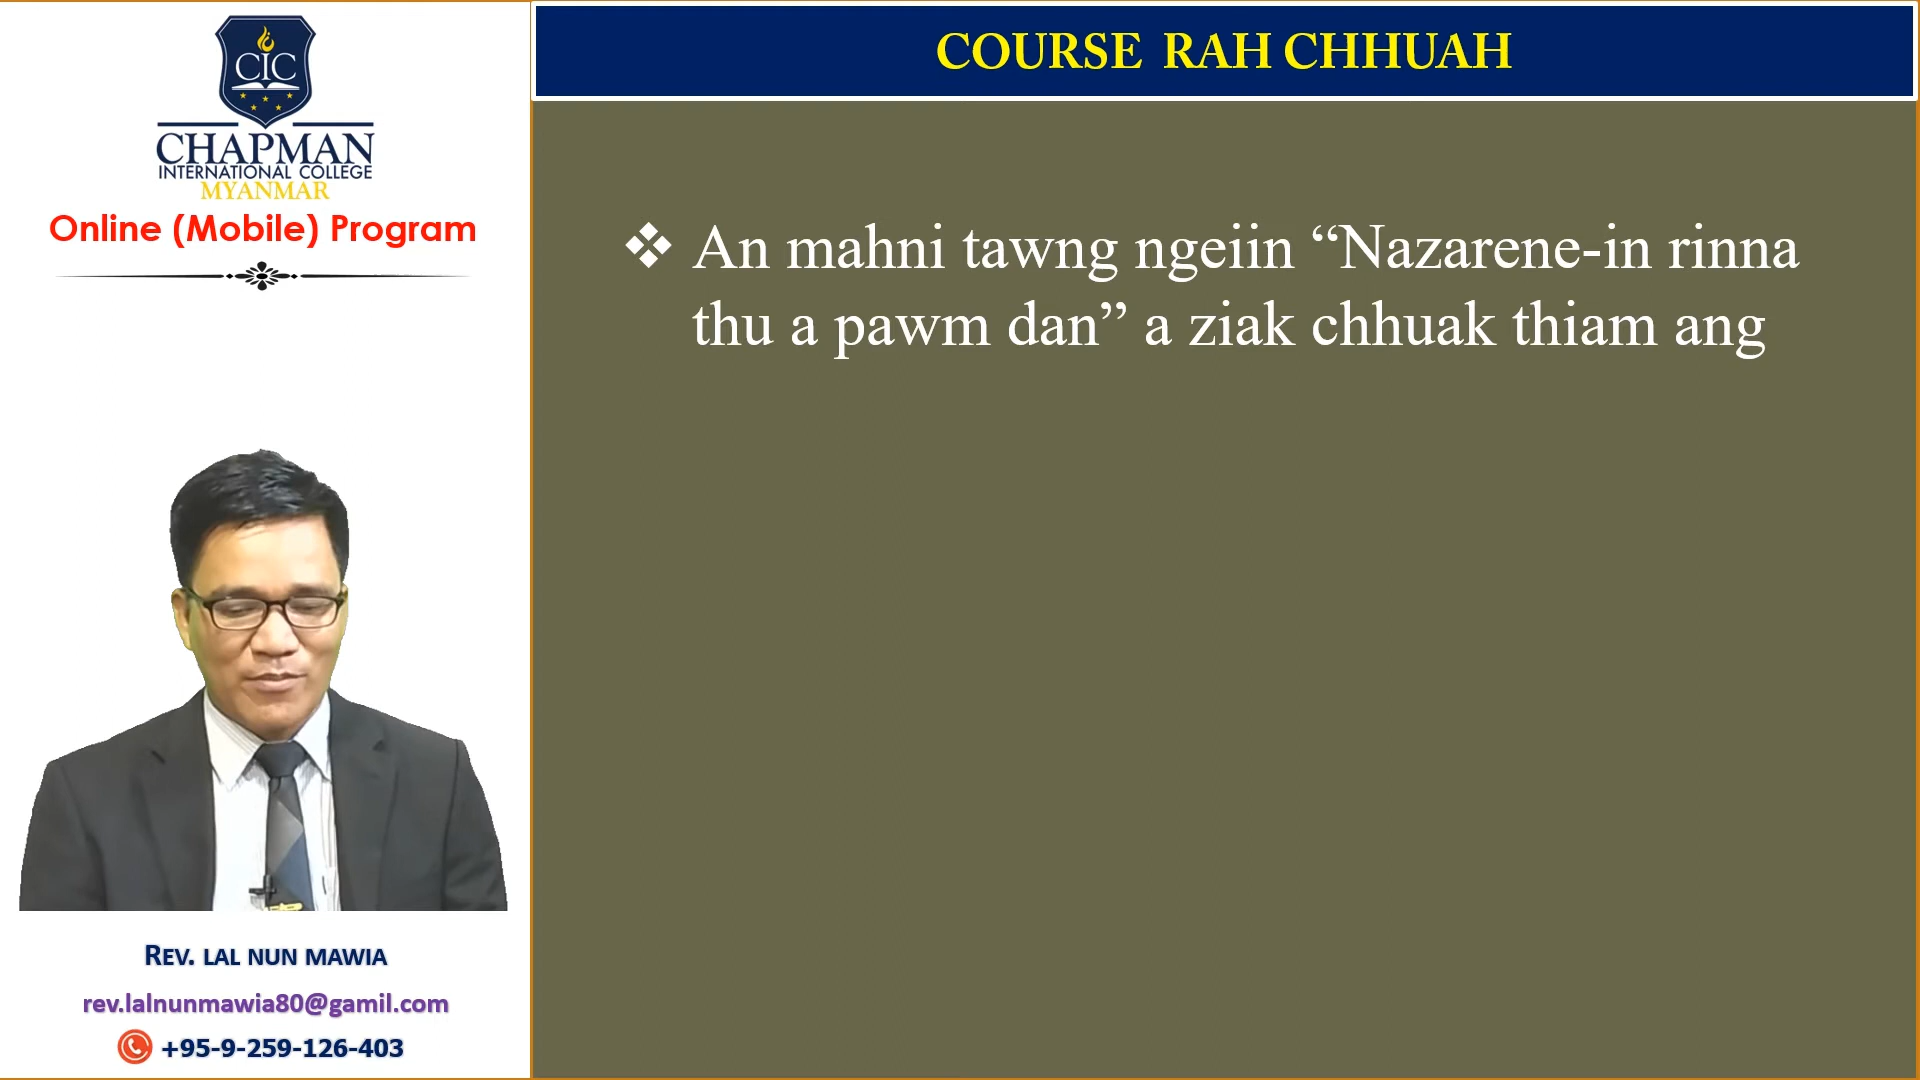 CIC
CHAPMAN
INTERNATIONAL COLLEGE
MYANMAR
Online (Mobile) Program
REV. LAL NUN MAWIA
rev.lalnunmawia80@gamil.com
+95-9-259-126-403
COURSE RAH CHHUAH
❖ An mahni tawng ngeiin “Nazarene-in rinna
thu a pawm dan” a ziak chhuak thiam ang